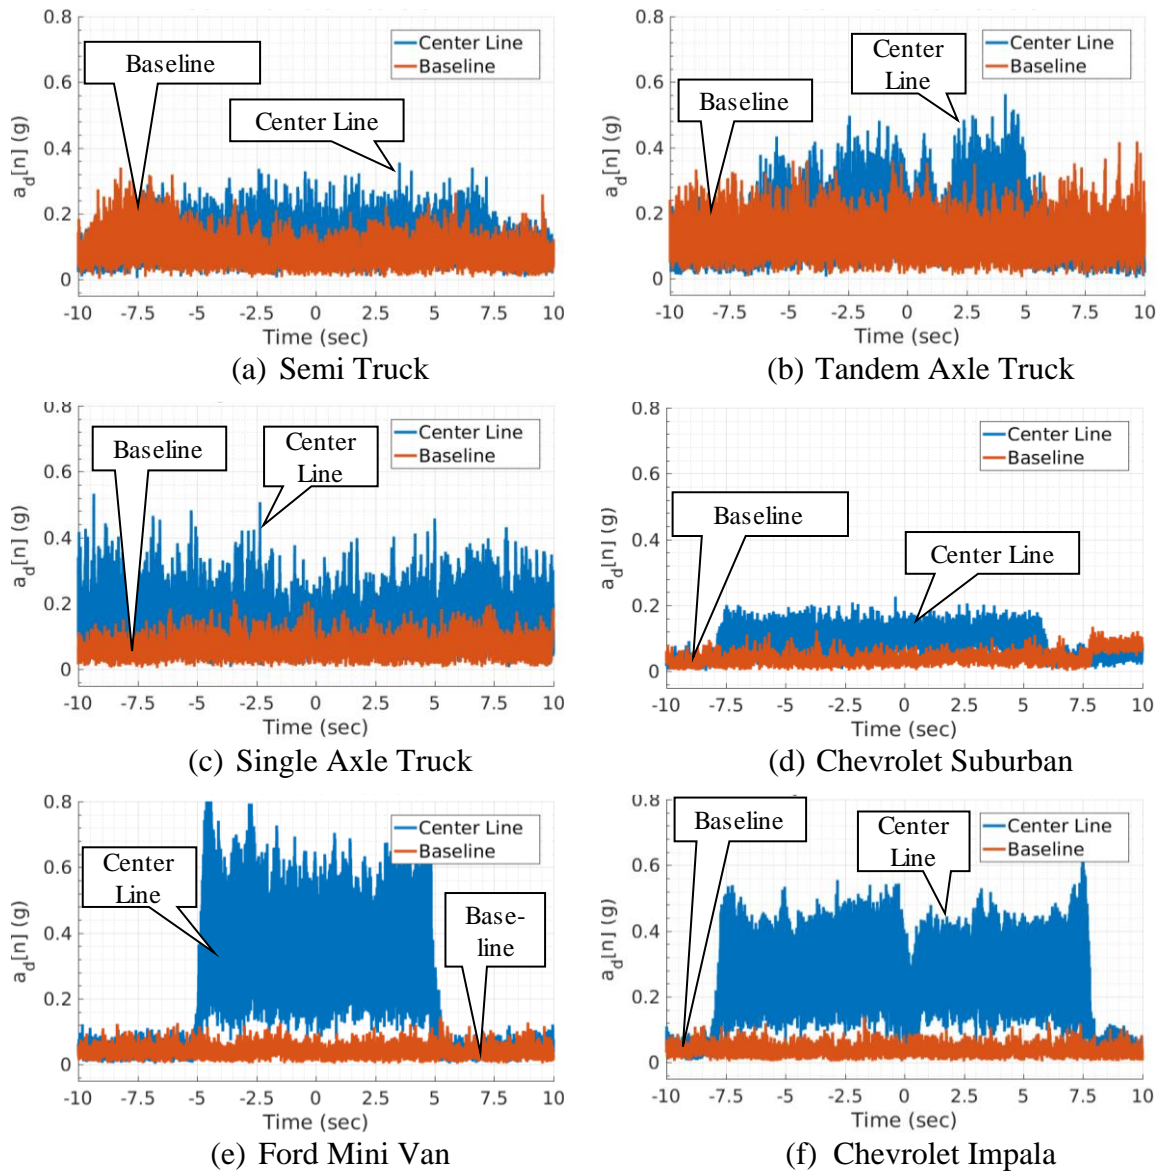 0.8
0.6
0.4
0.2
0
a_d[n] (g)
Baseline
Center Line
Center Line
Baseline
-10 -7.5 -5 -2.5 0 2.5 5 7.5 10
Time (sec)
(a) Semi Truck
0.8
0.6
0.4
0.2
0
a_d[n] (g)
Baseline
Center
Line
Center Line
Baseline
-10 -7.5 -5 -2.5 0 2.5 5 7.5 10
Time (sec)
(b) Tandem Axle Truck
0.8
0.6
0.4
0.2
0
a_d[n] (g)
Baseline
Center
Line
Center Line
Baseline
-10 -7.5 -5 -2.5 0 2.5 5 7.5 10
Time (sec)
(c) Single Axle Truck
0.8
0.6
0.4
0.2
0
a_d[n] (g)
Baseline
Center Line
Center Line
Baseline
-10 -7.5 -5 -2.5 0 2.5 5 7.5 10
Time (sec)
(d) Chevrolet Suburban
0.8
0.6
0.4
0.2
0
a_d[n] (g)
Center
Line
Center Line
Baseline
Base-
line
-10 -7.5 -5 -2.5 0 2.5 5 7.5 10
Time (sec)
(e) Ford Mini Van
0.8
0.6
0.4
0.2
0
a_d[n] (g)
Baseline
Center
Line
Center Line
Baseline
-10 -7.5 -5 -2.5 0 2.5 5 7.5 10
Time (sec)
(f) Chevrolet Impala